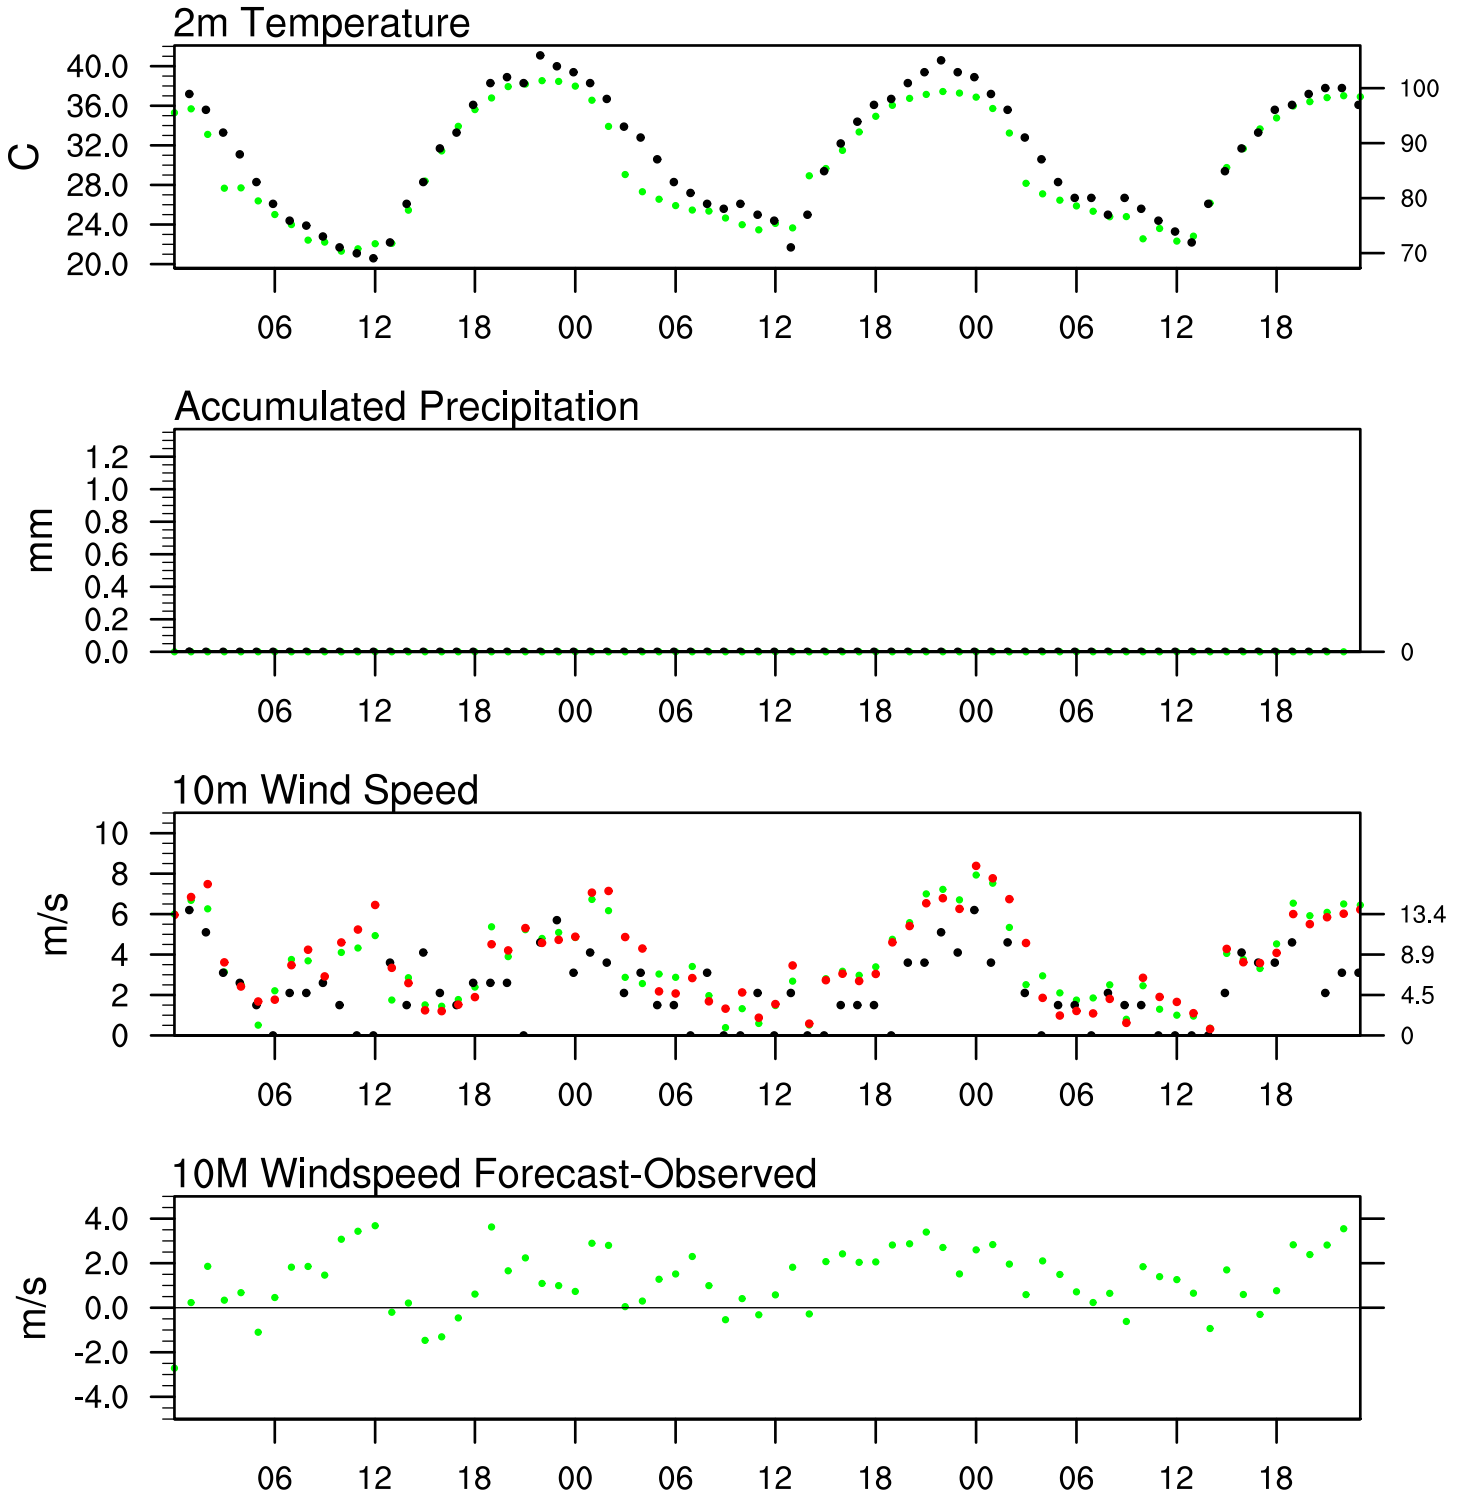 2m Temperature
40.0
36.0
32.0
28.0
24.0
20.0
C
100
90
80
70
06 12 18 00 06 12 18 00 06 12 18
Accumulated Precipitation
1.2
1.0
0.8
0.6
0.4
0.2
0.0
mm
0
06 12 18 00 06 12 18 00 06 12 18
10m Wind Speed
10
8
6
4
2
0
m/s
13.4
8.9
4.5
0
06 12 18 00 06 12 18 00 06 12 18
10M Windspeed Forecast-Observed
4.0
2.0
0.0
-2.0
-4.0
m/s
06 12 18 00 06 12 18 00 06 12 18